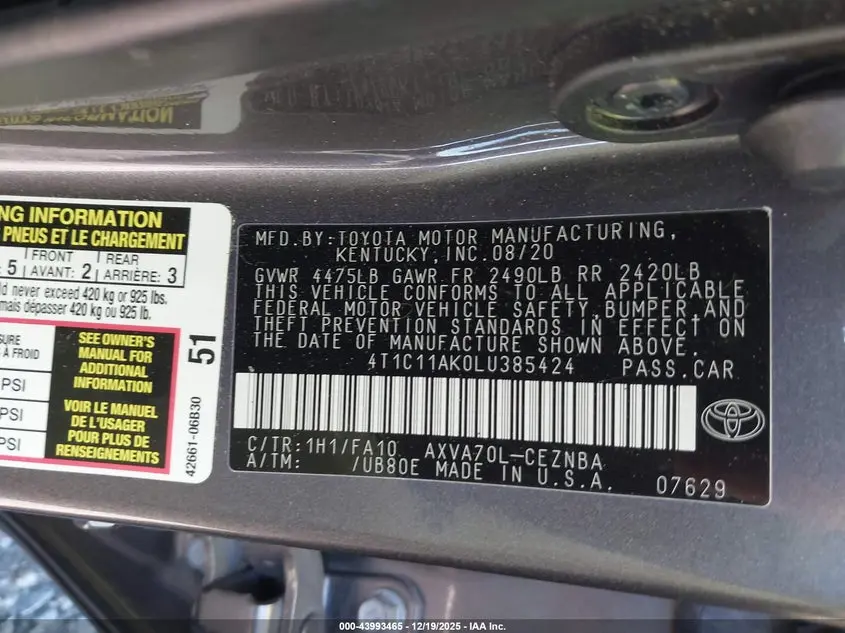 NG INFORMATION
PNEUS ET LE CHARGEMENT
5 FRONT AVANT: 2 REAR ARRIÈRE: 3
ld never exceed 420 kg or 925 lbs.
mais dépasser 420 kg ou 925 lb.
SURE
À FROID
PSI
PSI
PSI
SEE OWNER'S
MANUAL FOR
ADDITIONAL
INFORMATION
VOIR LE MANUEL
DE L'USAGER
POUR PLUS DE
RENSEIGNEMENTS
51
42661-06B30
MFD.BY:TOYOTA MOTOR MANUFACTURING,
KENTUCKY, INC.08/20
GVWR 4475LB GAWR FR 2490LB RR 2420LB
THIS VEHICLE CONFORMS TO ALL APPLICABLE
FEDERAL MOTOR VEHICLE SAFETY,BUMPER,AND
THEFT PREVENTION STANDARDS IN EFFECT ON
THE DATE OF MANUFACTURE SHOWN ABOVE.
4T1C11AK0LU385424 PASS.CAR
C/TR:1H1/FA10 AXVA70L-CEZNBA
A/TM: /UB80E MADE IN U.S.A.
07629
000-43993465 - 12/19/2025 - IAA Inc.